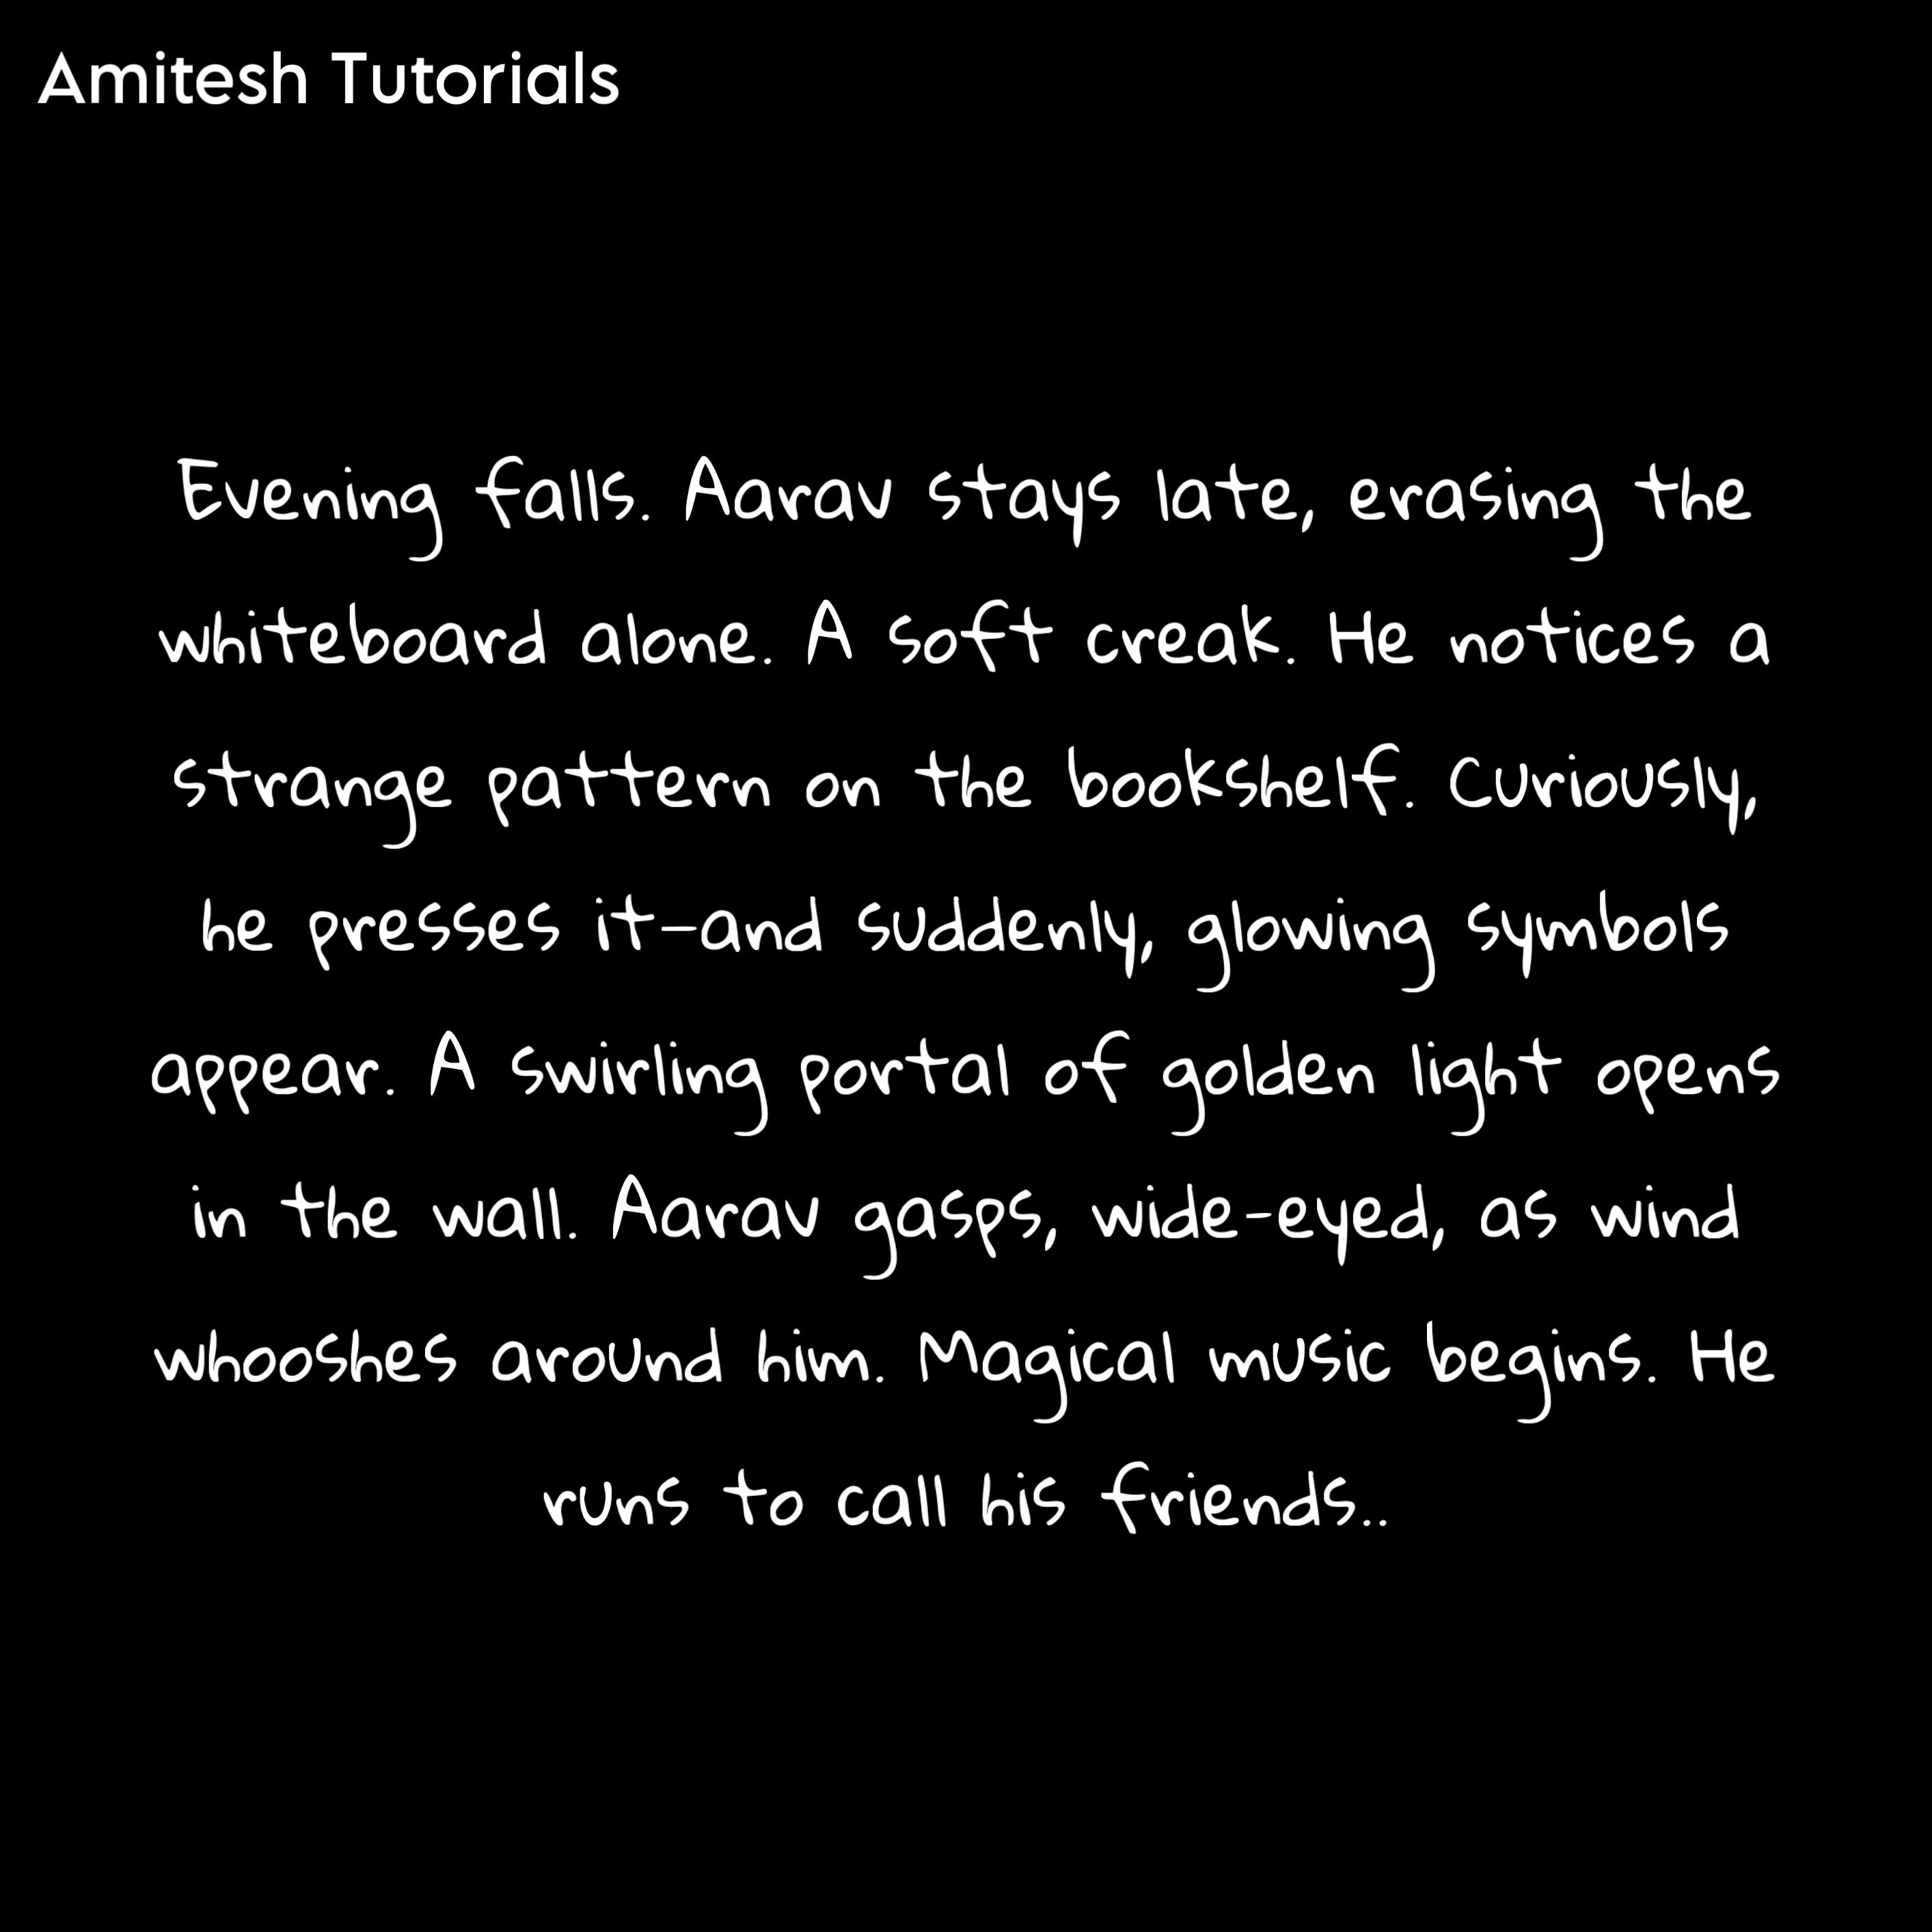 Amitesh Tutorials
Evening falls. Aarav stays late, erasing the
whiteboard alone. A soft creak. He notices a
strange pattern on the bookshelf. Curiously,
he presses it—and suddenly, glowing symbols
appear. A swirling portal of golden light opens
in the wall. Aarav gasps, wide-eyed, as wind
whooshes around him. Magical music begins. He
runs to call his friends..